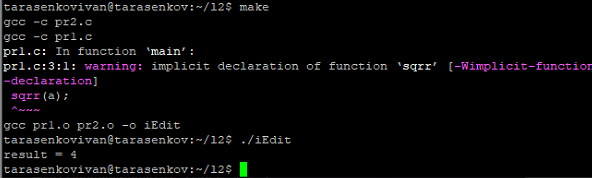 tarasenkovivan@tarasenkov:~/l2$ make
gcc -c pr2.c
gcc -c pr1.c
pr1.c: In function ‘main’:
pr1.c:3:1: warning: implicit declaration of function ‘sqrr’ [-Wimplicit-function
-declaration]
 sqrr(a);
 ^~~~
gcc pr1.o pr2.o -o iEdit
tarasenkovivan@tarasenkov:~/l2$ ./iEdit
result = 4
tarasenkovivan@tarasenkov:~/l2$